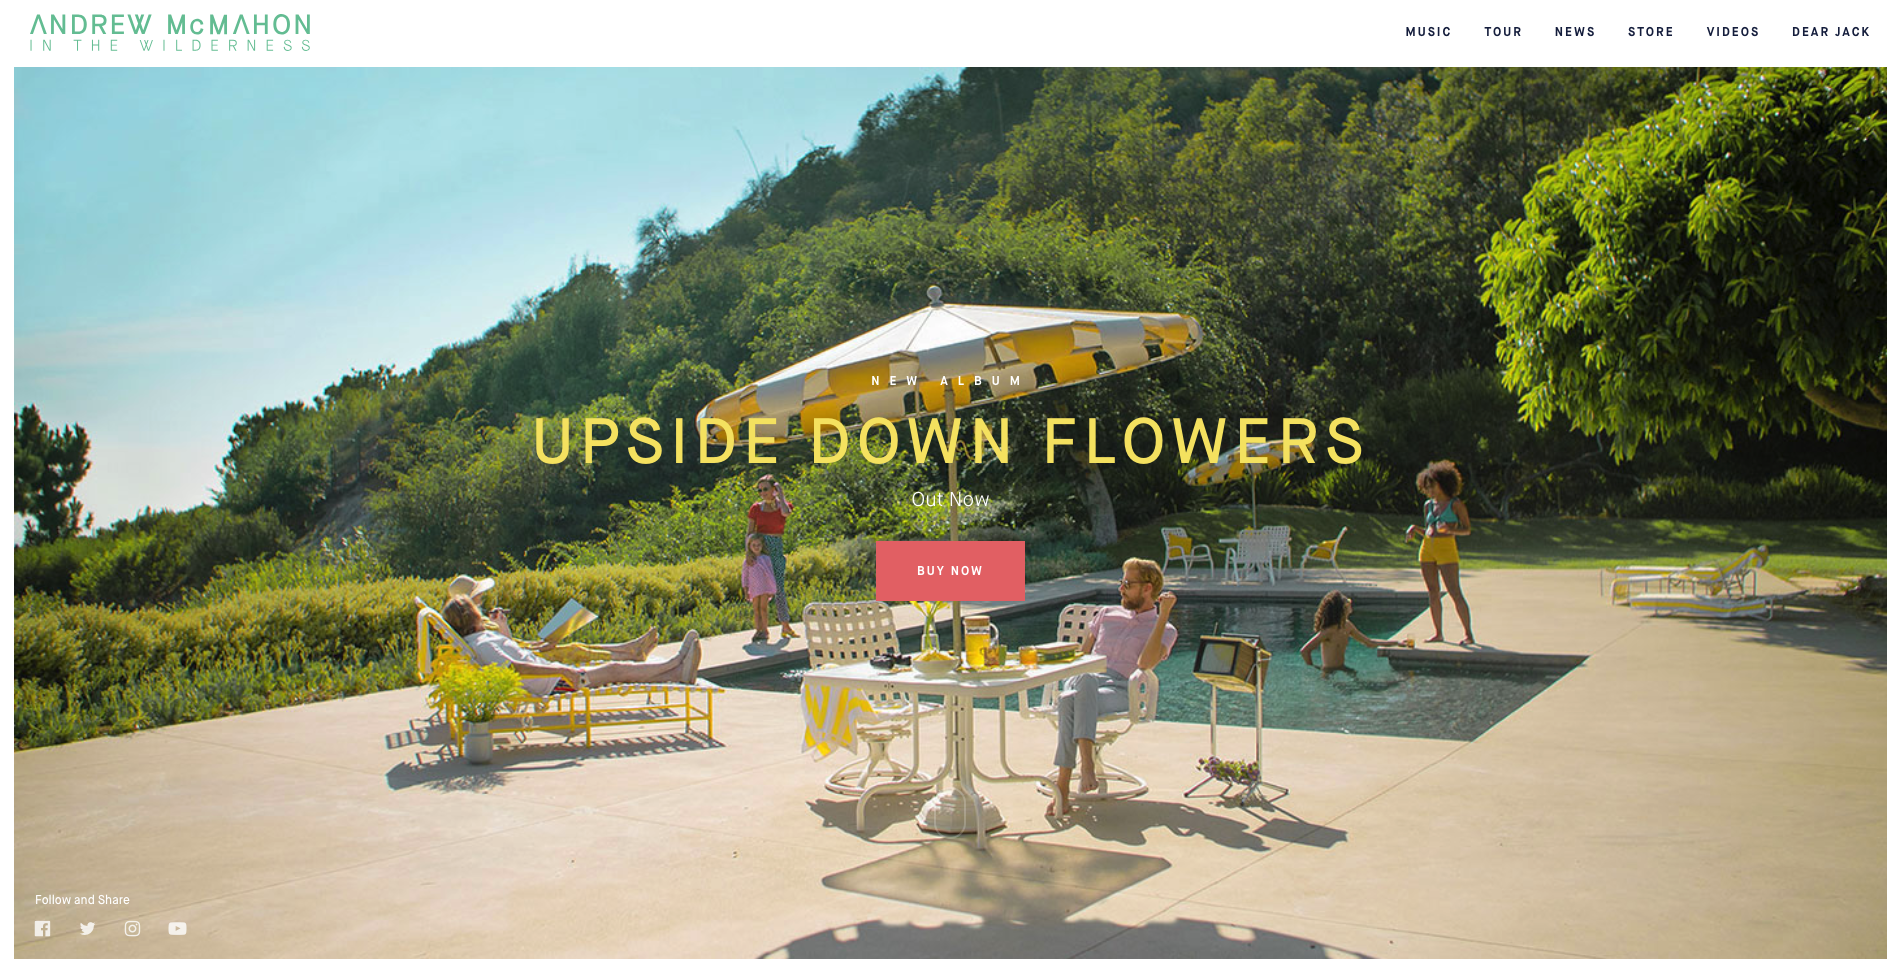 ANDREW McMAHON
IN THE WILDERNESS
MUSIC TOUR NEWS STORE VIDEOS DEAR JACK
NEW ALBUM
UPSIDE DOWN FLOWERS
Out Now
BUY NOW
Follow and Share